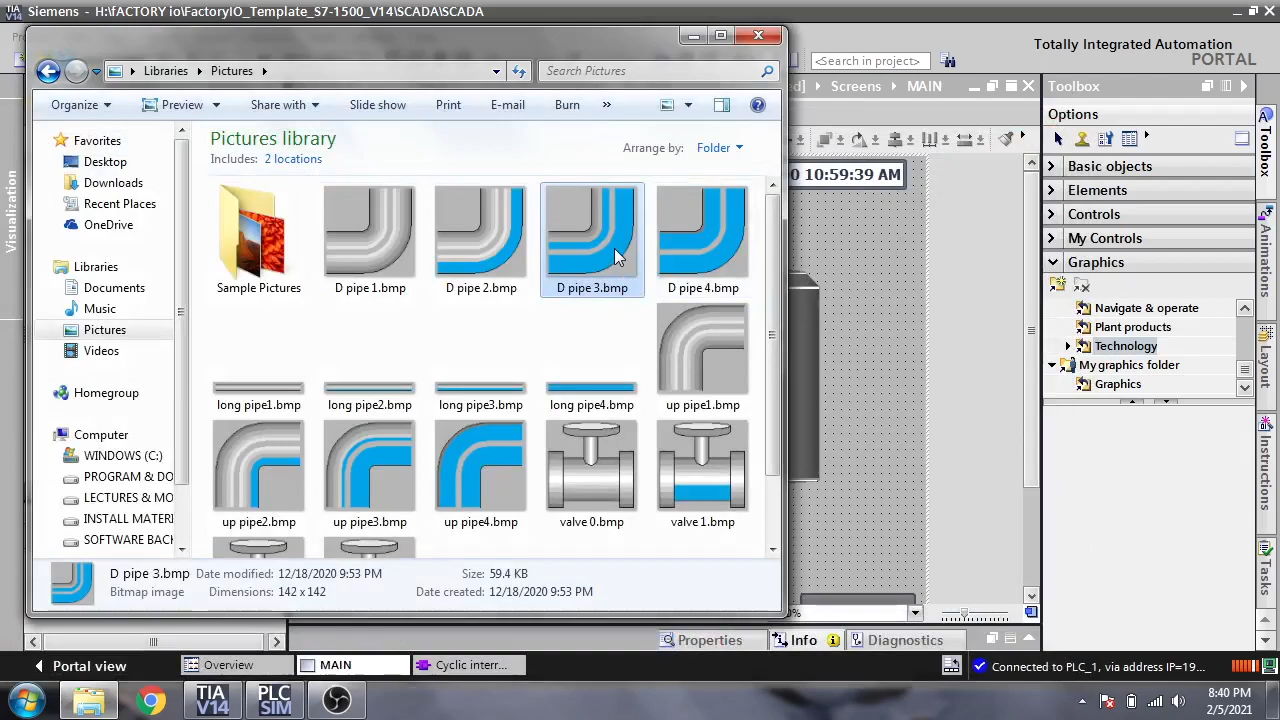 TIA V14 Siemens - H:\fACTORY io\FactoryIO_Template_S7-1500_V14\SCADA\SCADA
Totally Integrated Automation
PORTAL
<Search in project>
Libraries Pictures
Search Pictures
Organize Preview Share with Slide show Print E-mail Burn »
Screens MAIN
Toolbox
Options
Favorites
Desktop
Downloads
Recent Places
OneDrive
Libraries
Documents
Music
Pictures
Videos
Homegroup
Computer
WINDOWS (C:)
PROGRAM & DO
LECTURES & MO
INSTALL MATERI
SOFTWARE BACK
Pictures library
Includes: 2 locations
Arrange by: Folder
Sample Pictures
D pipe 1.bmp
D pipe 2.bmp
D pipe 3.bmp
D pipe 4.bmp
long pipe1.bmp
long pipe2.bmp
long pipe3.bmp
long pipe4.bmp
up pipe1.bmp
up pipe2.bmp
up pipe3.bmp
up pipe4.bmp
valve 0.bmp
valve 1.bmp
D pipe 3.bmp Date modified: 12/18/2020 9:53 PM Size: 59.4 KB
Bitmap image Dimensions: 142 x 142 Date created: 12/18/2020 9:53 PM
Visualization
0 10:59:39 AM
Basic objects
Elements
Controls
My Controls
Graphics
Navigate & operate
Plant products
Technology
My graphics folder
Graphics
Toolbox
Animations
Layout
Instructions
Tasks
Properties Info Diagnostics
Portal view Overview MAIN Cyclic interr... Connected to PLC_1, via address IP=19...
TIA V14
PLC SIM
8:40 PM
2/5/2021